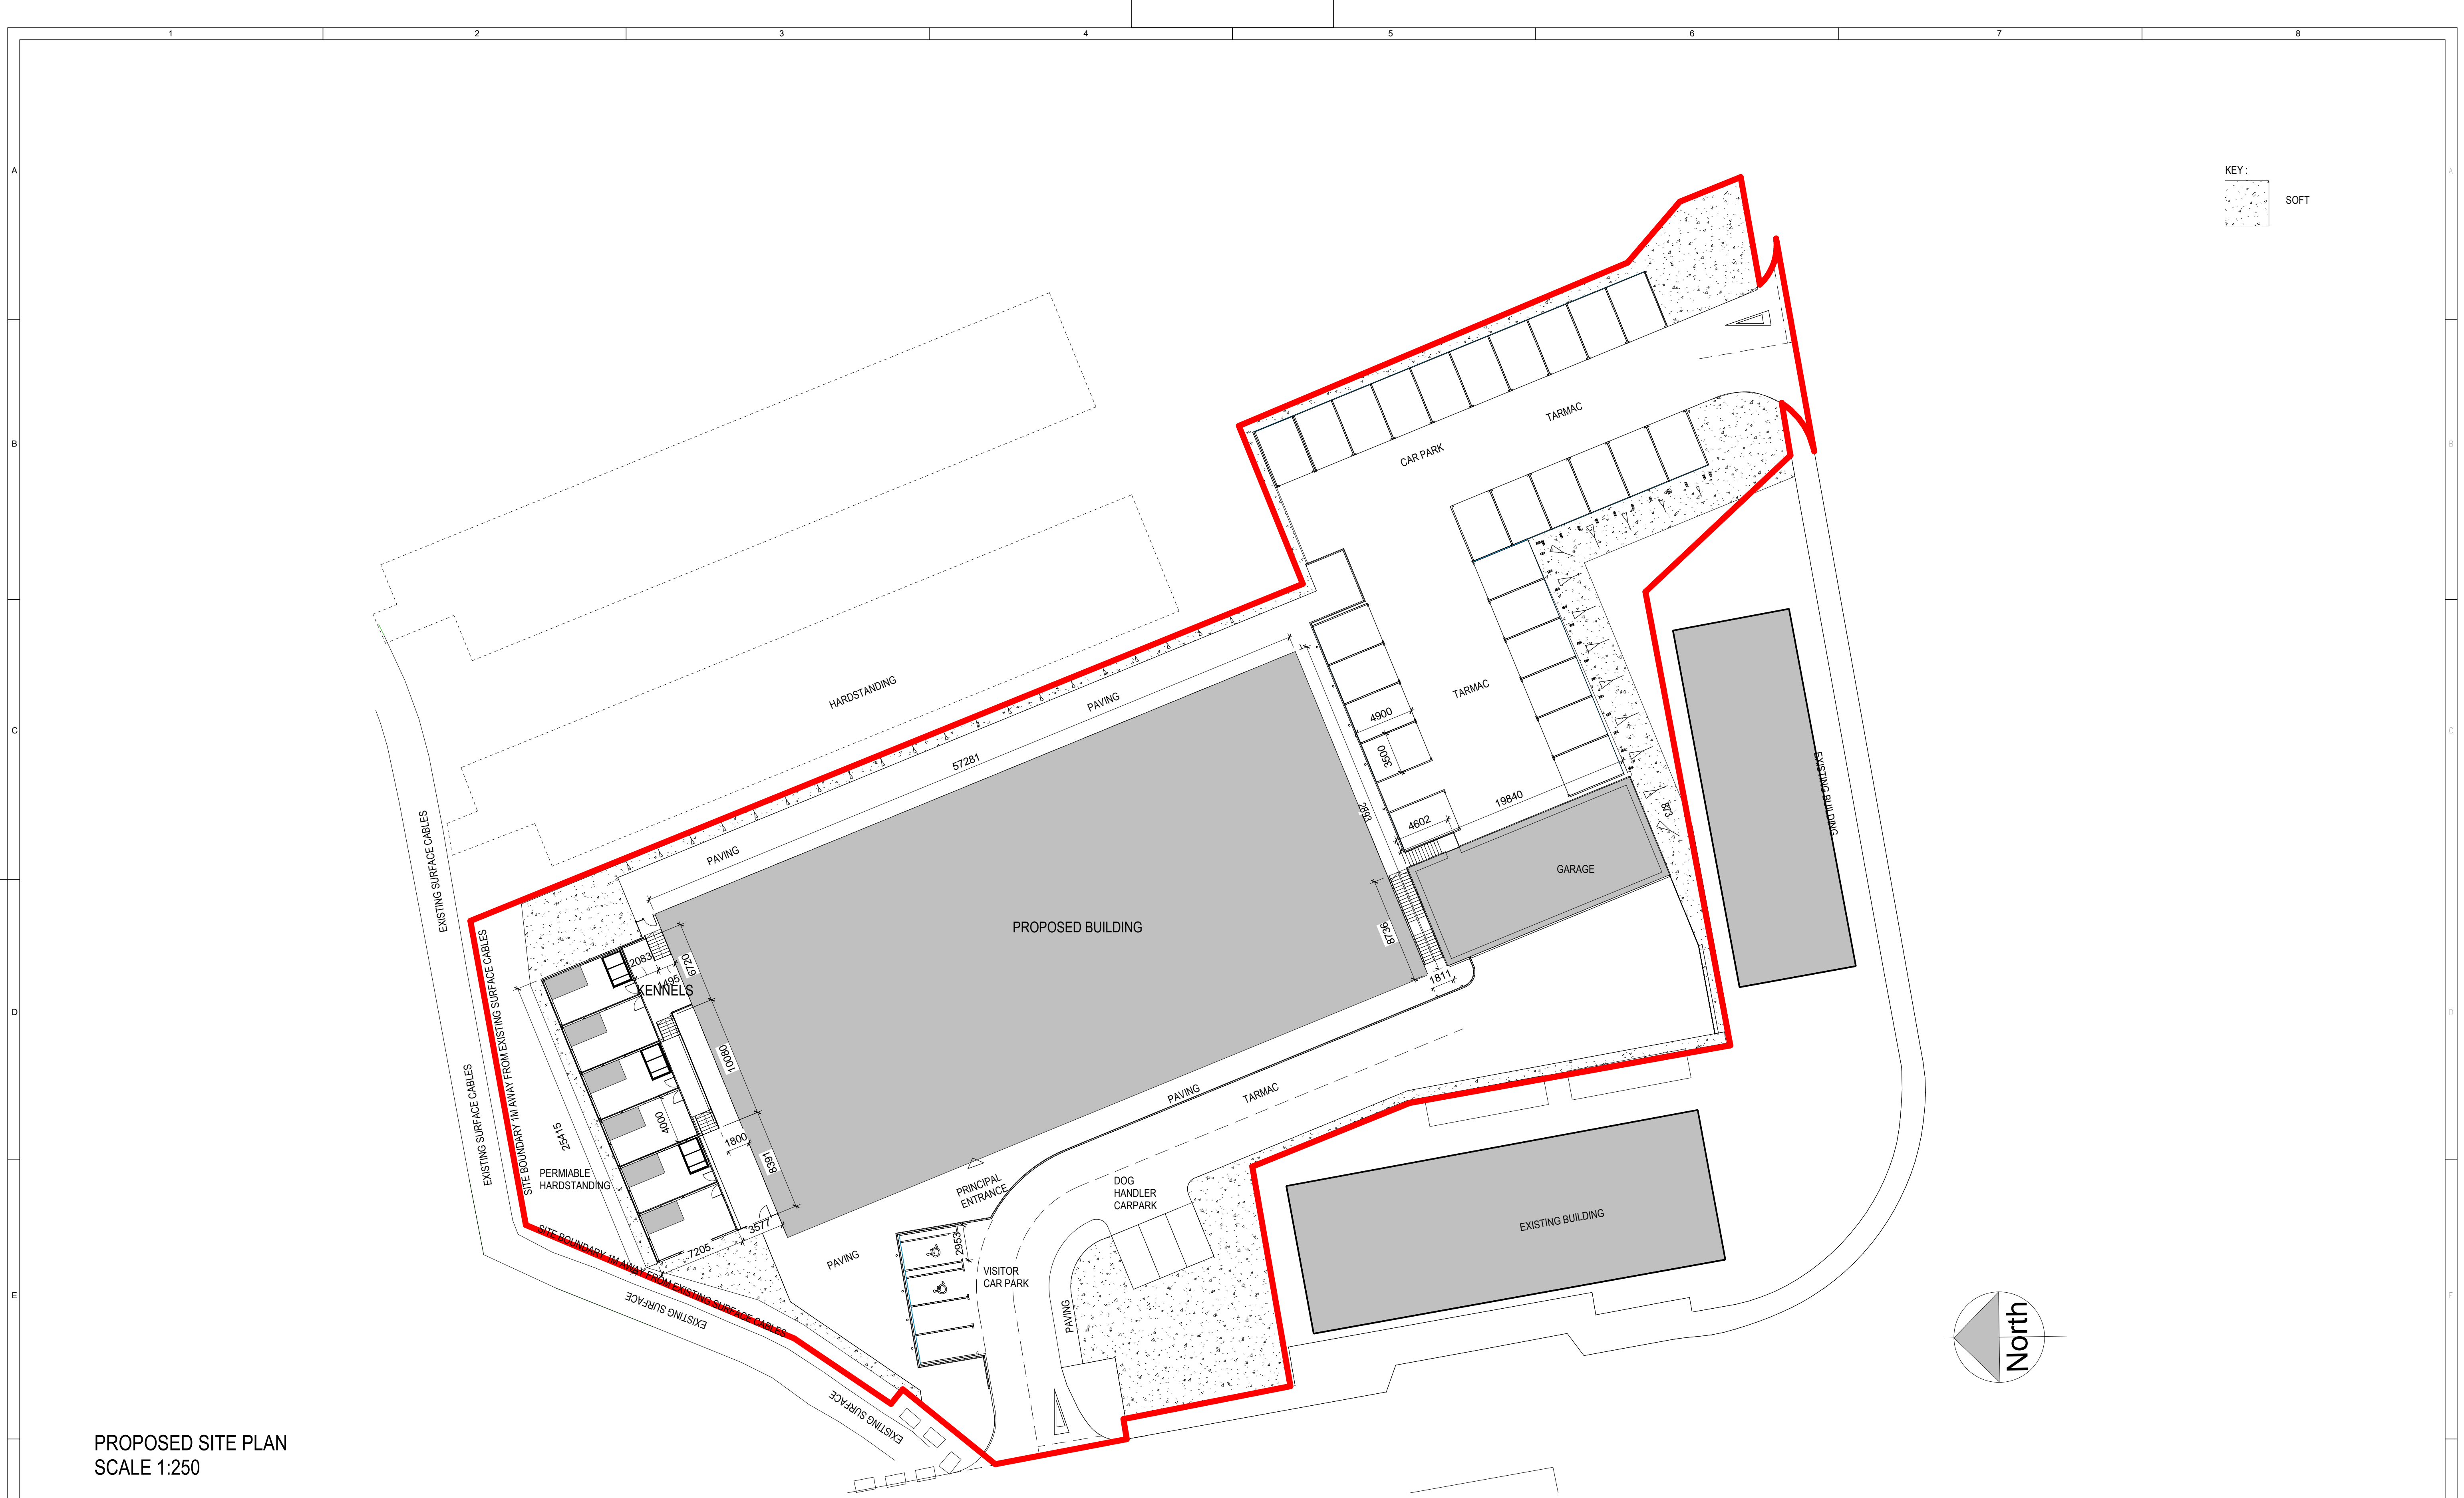 1 2 3 4 5 6 7 8
A
A
KEY :
SOFT
TARMAC
CAR PARK
B
B
HARDSTANDING
PAVING
57281
TARMAC
4900
3500
C
C
EXISTING BUILDING
2893
19840
4602
873
EXISTING SURFACE CABLES
PAVING
GARAGE
PROPOSED BUILDING
8736
1811
SITE BOUNDARY 1M AWAY FROM EXISTING SURFACE CABLES
2083
1495
6720
KENNELS
D
D
10080
4000
1800
8391
EXISTING SURFACE CABLES
25415
PERMIABLE
HARDSTANDING
PAVING
TARMAC
PRINCIPAL
ENTRANCE
DOG
HANDLER
CARPARK
EXISTING BUILDING
3577
7205
2953
PAVING
VISITOR
CAR PARK
PAVING
SITE BOUNDARY 1M AWAY FROM EXISTING SURFACE CABLES
EXISTING SURFACE
EXISTING SURFACE
E
E
North
PROPOSED SITE PLAN
SCALE 1:250